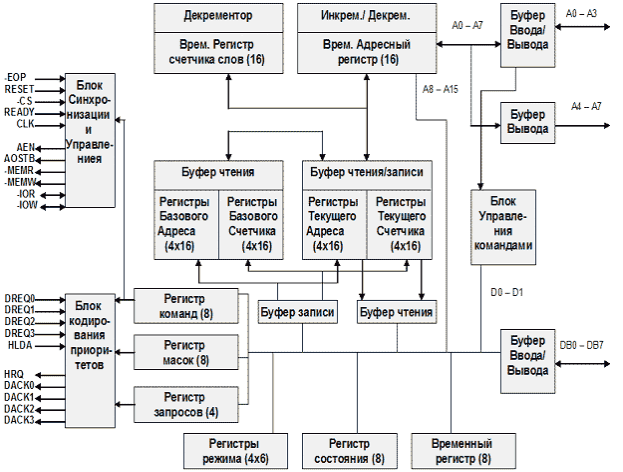 Декрементор
Врем. Регистр
счетчика слов (16)
Инкрем./ Декрем.
Врем. Адресный
регистр (16)
A0 – A7
Буфер
Ввода/
Вывода
A0 – A3
A8 – A15
Буфер
Вывода
A4 – A7
-EOP
RESET
-CS
READY
CLK
AEN
AOSTB
-MEMR
-MEMW
-IOR
-IOW
Блок
Синхро-
низации
и
Управле-
ниея
Буфер чтения
Регистры
Базового
Адреса
(4x16)
Регистры
Базового
Счетчика
(4x16)
Буфер чтения/записи
Регистры
Текущего
Адреса
(4x16)
Регистры
Текущего
Счетчика
(4x16)
Блок
Управле-
ния
командами
D0 – D1
DREQ0
DREQ1
DREQ2
DREQ3
HLDA
HRQ
DACK0
DACK1
DACK2
DACK3
Блок
кодиро-
вания
приори-
тетов
Регистр
команд (8)
Регистр
масок (8)
Регистр
запросов (4)
Буфер записи
Буфер чтения
Буфер
Ввода/
Вывода
DB0 – DB7
Регистры
режима (4x6)
Регистр
состояния (8)
Временный
регистр (8)